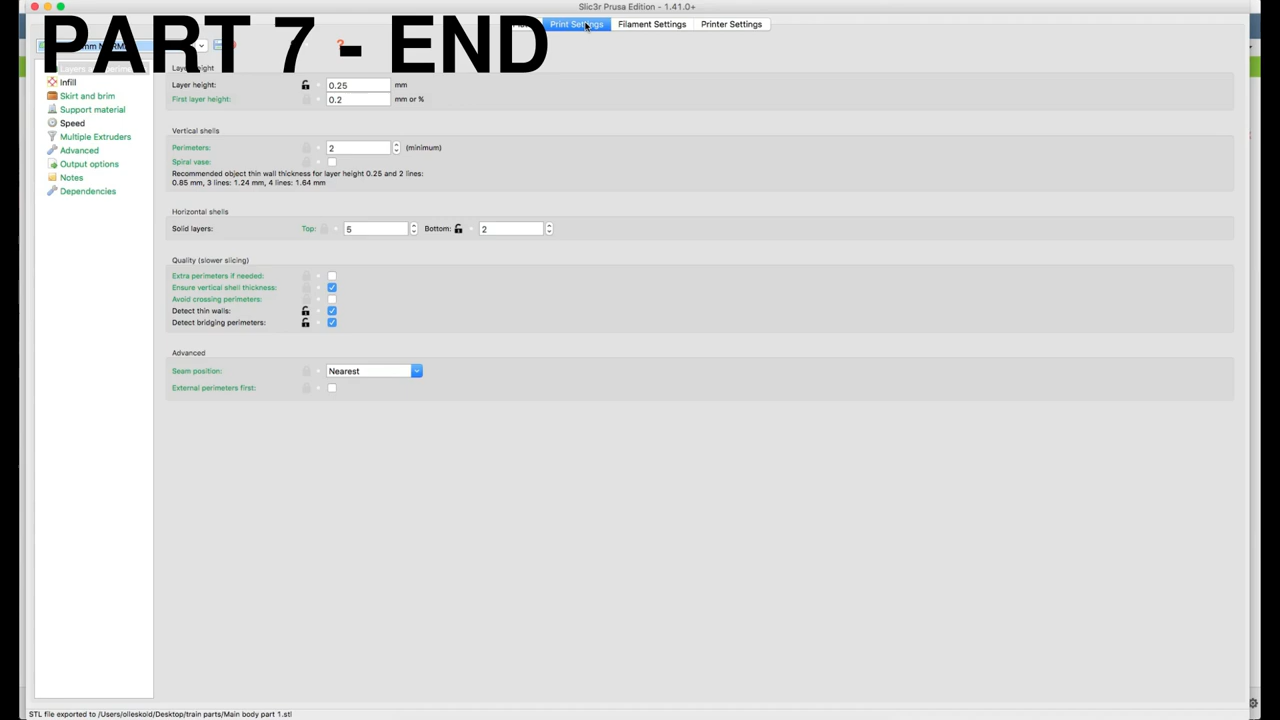 Slic3r Prusa Edition - 1.41.0+
Print Settings Filament Settings Printer Settings
PART 7 - END
Layer height: 0.25 mm
First layer height: 0.2 mm or %
Infill
Skirt and brim
Support material
Speed
Multiple Extruders
Advanced
Output options
Notes
Dependencies
Vertical shells
Perimeters: 2 (minimum)
Spiral vase:
Recommended object thin wall thickness for layer height 0.25 and 2 lines:
0.85 mm, 3 lines: 1.24 mm, 4 lines: 1.64 mm
Horizontal shells
Solid layers: Top: 5 Bottom: 2
Quality (slower slicing)
Extra perimeters if needed:
Ensure vertical shell thickness:
Avoid crossing perimeters:
Detect thin walls:
Detect bridging perimeters:
Advanced
Seam position: Nearest
External perimeters first:
STL file exported to /Users/olleskoid/Desktop/train parts/Main body part 1.stl